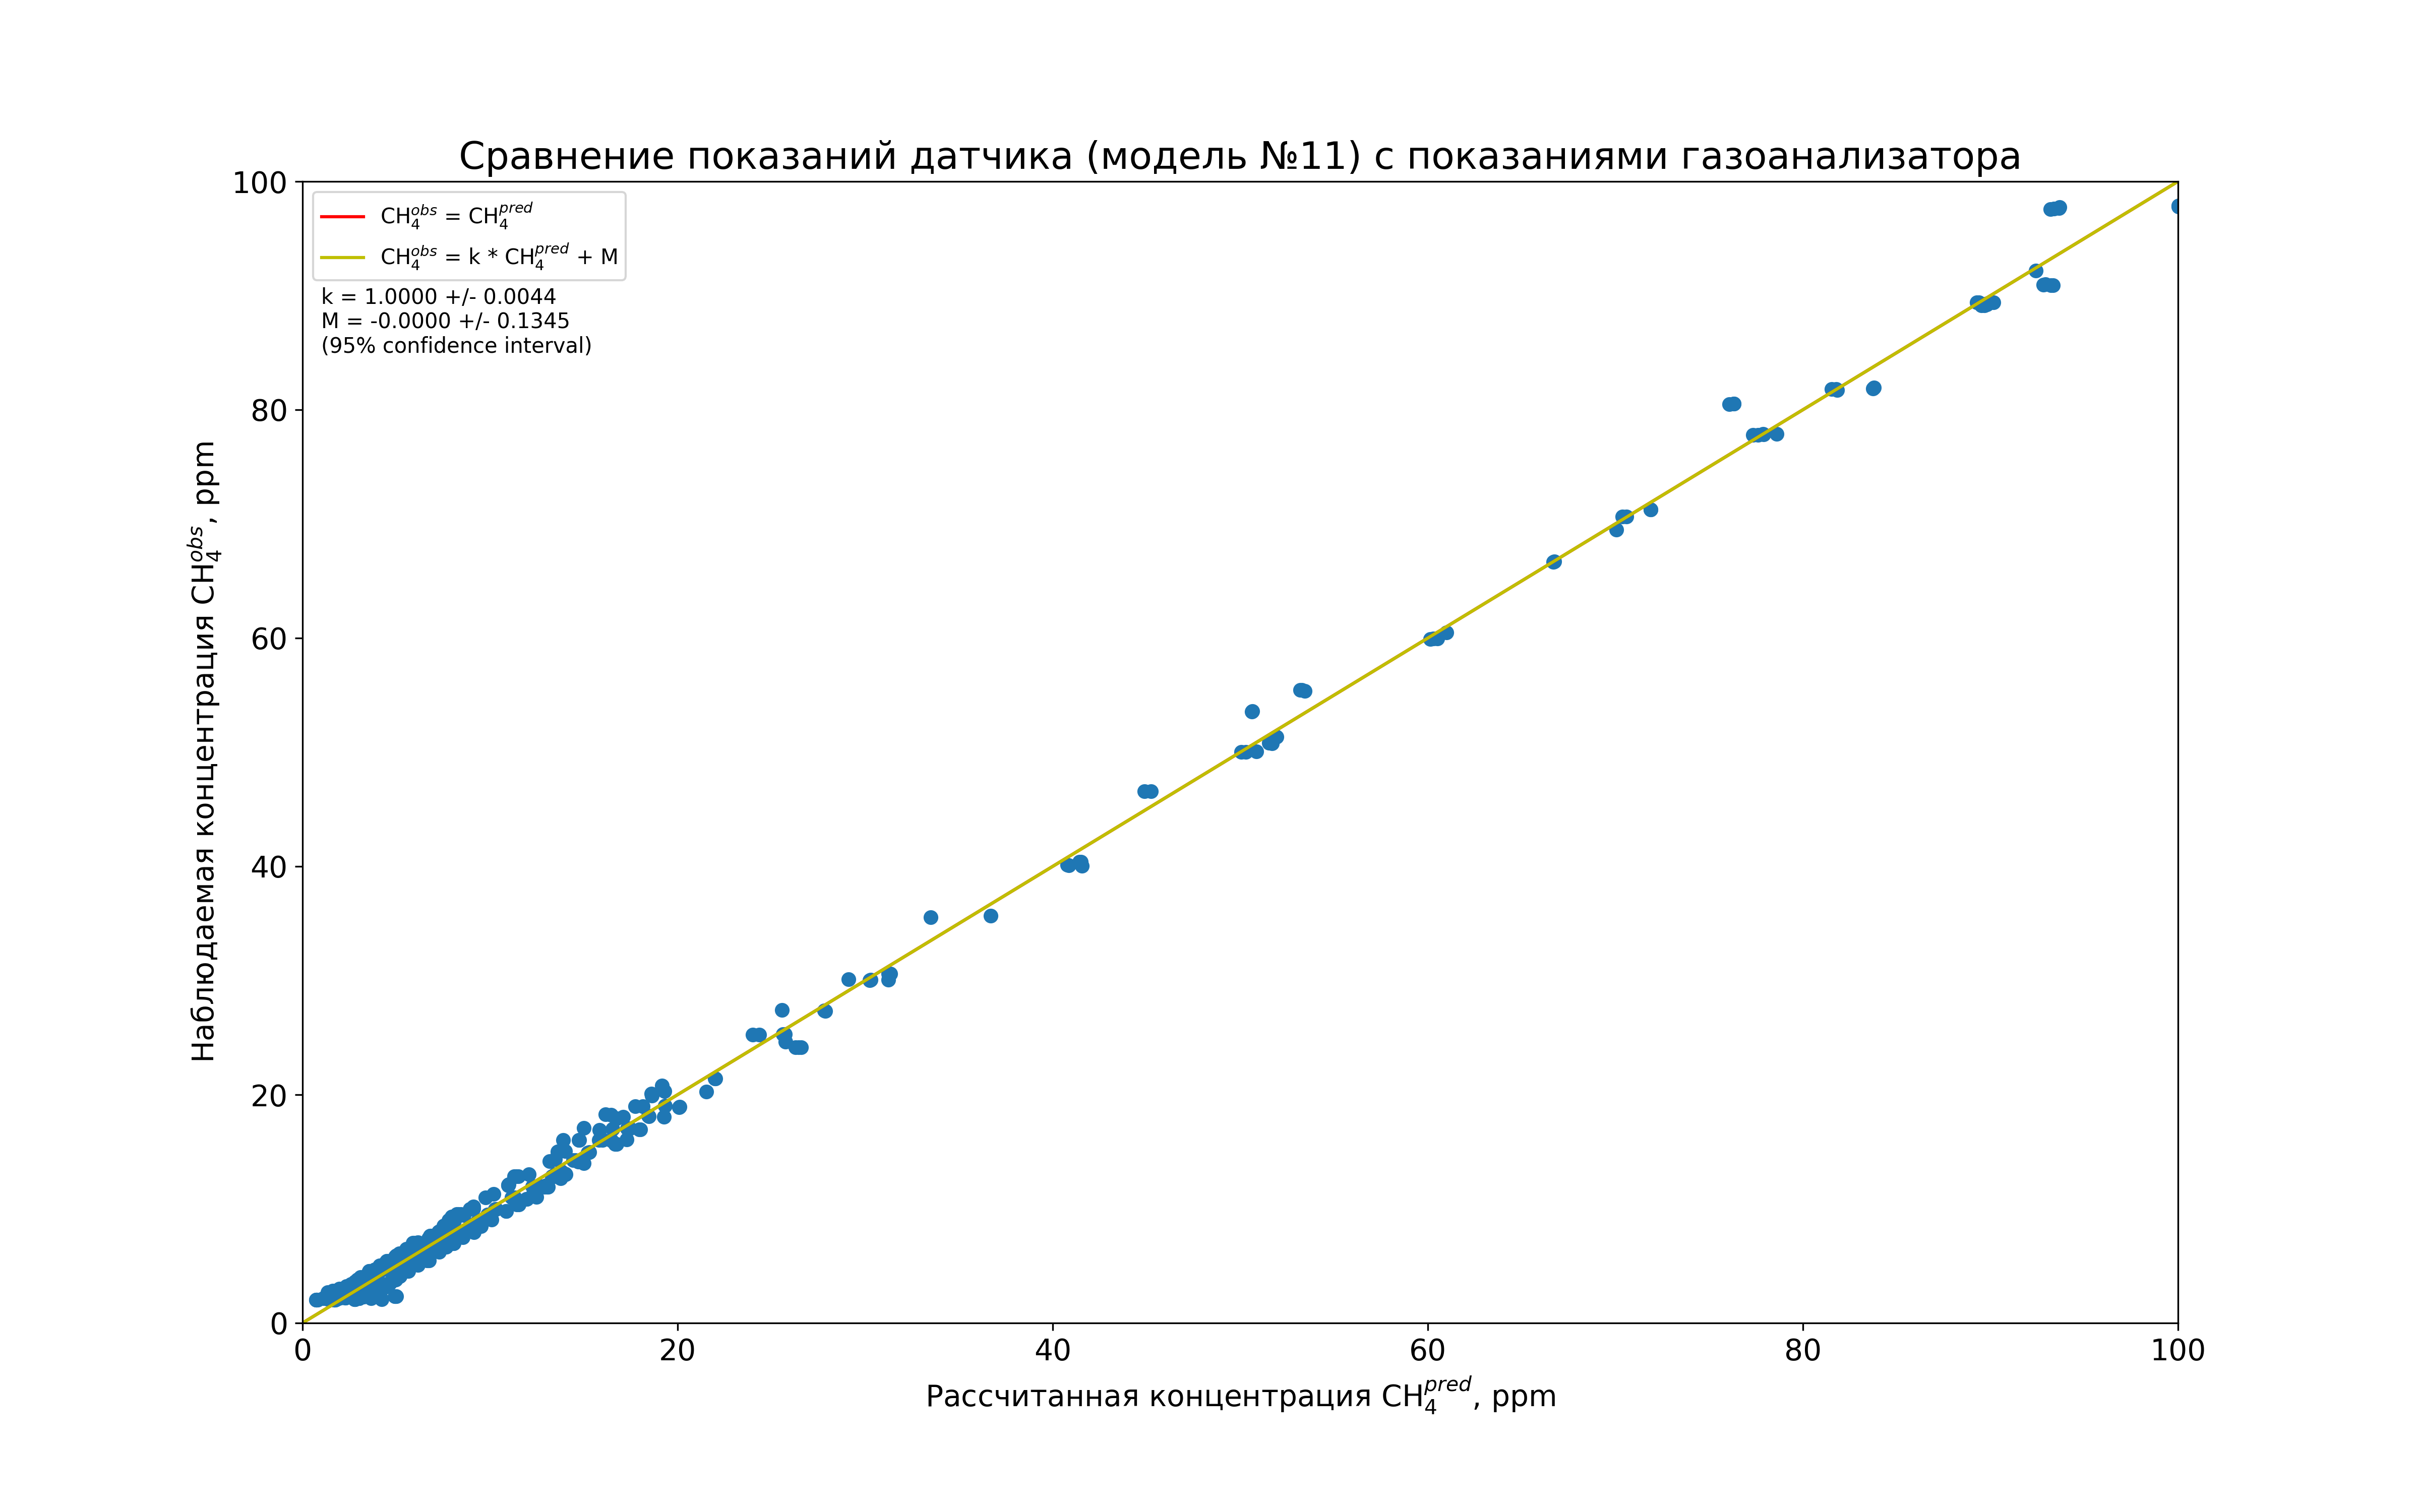 Сравнение показаний датчика (модель №11) с показаниями газоанализатора
CH₄ᵒᵇˢ = CH₄ᵖʳᵉᵈ
CH₄ᵒᵇˢ = k * CH₄ᵖʳᵉᵈ + M
k = 1.0000 +/- 0.0044
M = -0.0000 +/- 0.1345
(95% confidence interval)
Наблюдаемая концентрация CH₄ᵒᵇˢ, ppm
100
80
60
40
20
0
0 20 40 60 80 100
Рассчитанная концентрация CH₄ᵖʳᵉᵈ, ppm